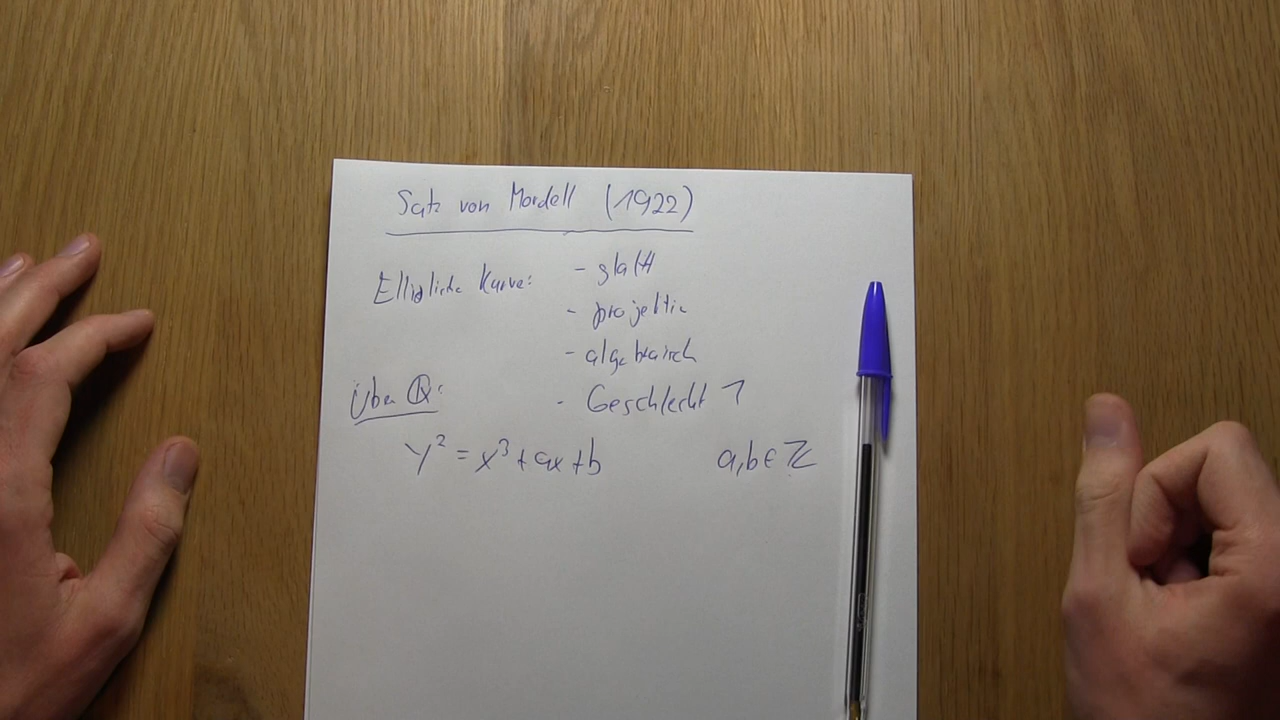 Satz von Mordell (1922)
Elliptische Kurve: - glatt
- projektiv
- algebraisch
- Geschlecht 1
Über ℚ:
y² = x³ + ax + b a,b ∈ ℤ